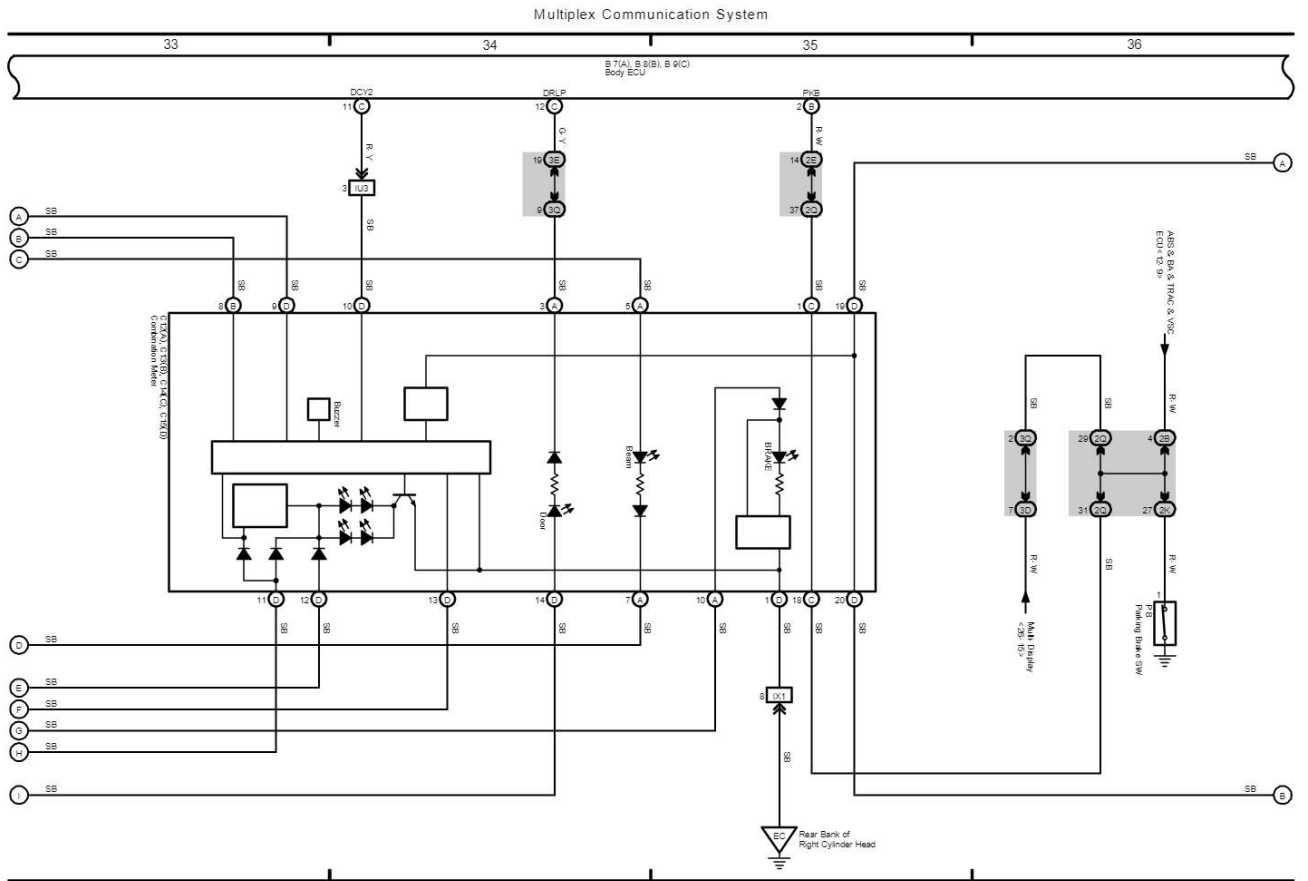 Multiplex Communication System
33 34 35 36
B 7(A), B 8(B), B 9(C)
Body ECU
DCY2 DRLP PKB
11 C 12 C 2 B
R-Y G-Y R-W
19 3E 14 2E
SB A
3 IU3
9 3Q 37 2Q
A SB
B SB
C SB
SB
ABS & BA & TRAC & VSC
ECU<12-9>
SB SB SB SB SB SB SB
8 B 9 D 10 D 3 A 5 A 1 C 19 D
C12(A), C13(B), C14(C), C15(D)
Combination Meter
Buzzer
Beam
BRAKE
Door
SB SB R-W
2 3Q 29 2Q 4 2B
7 3D 31 2Q 27 2K
R-W SB R-W
11 D 12 D 13 D 14 D 7 A 10 A 1 D 18 C 20 D
SB SB SB SB SB SB SB SB SB
1
P 8
Parking Brake SW
Multi Display
<26-15>
D SB
E SB
F SB
G SB
H SB
8 IX1
SB
I SB
SB B
EC
Rear Bank of
Right Cylinder Head